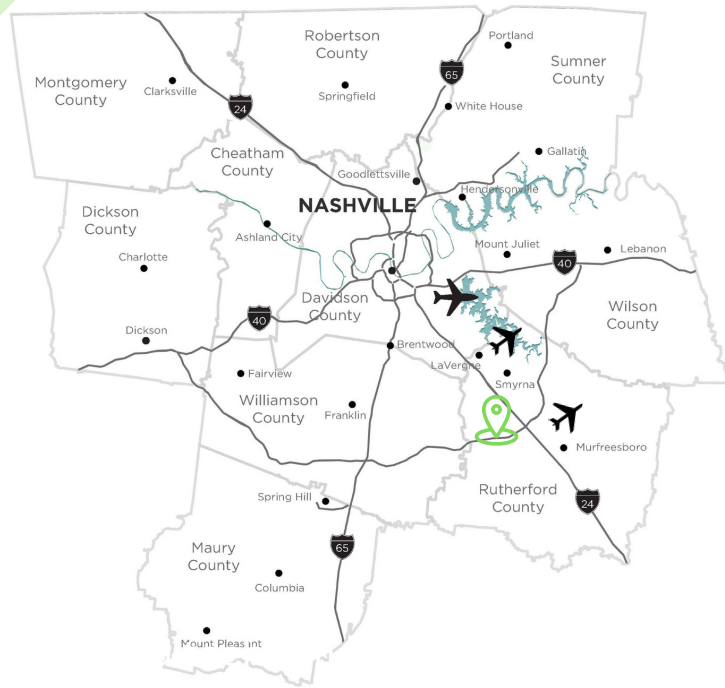 Robertson
County
Portland
Sumner
County
65
Montgomery
County
Clarksville
Springfield
24
White House
Cheatham
County
Gallatin
Goodlettsville
Hendersonville
NASHVILLE
Dickson
County
Ashland City
Charlotte
Mount Juliet
Lebanon
40
Davidson
County
Wilson
County
40
Dickson
Brentwood
LaVergne
Fairview
Smyrna
Williamson
County
Franklin
Murfreesboro
Rutherford
County
Spring Hill
24
Maury
County
65
Columbia
Mount Pleasant